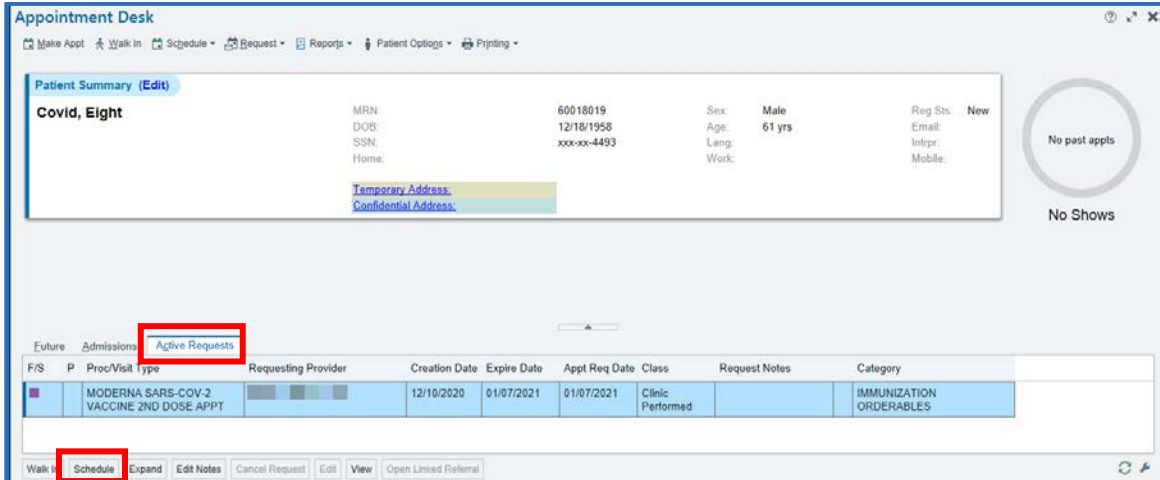 Appointment Desk
Make Appt Walk In Schedule Request Reports Patient Options Printing
Patient Summary (Edit)
Covid, Eight
MRN: 60018019
DOB: 12/18/1958
SSN: xxx-xx-4493
Home:
Temporary Address:
Confidential Address:
Sex: Male
Age: 61 yrs
Lang:
Work:
Reg Sts: New
Email:
Intrpr:
Mobile:
No past appts
No Shows
Future Admissions Active Requests
F/S P Proc/Visit Type Requesting Provider Creation Date Expire Date Appt Req Date Class Request Notes Category
MODERNA SARS-COV-2 12/10/2020 01/07/2021 01/07/2021 Clinic IMMUNIZATION
VACCINE 2ND DOSE APPT Performed ORDERABLES
Walk In Schedule Expand Edit Notes Cancel Request Edit View Open Linked Referral